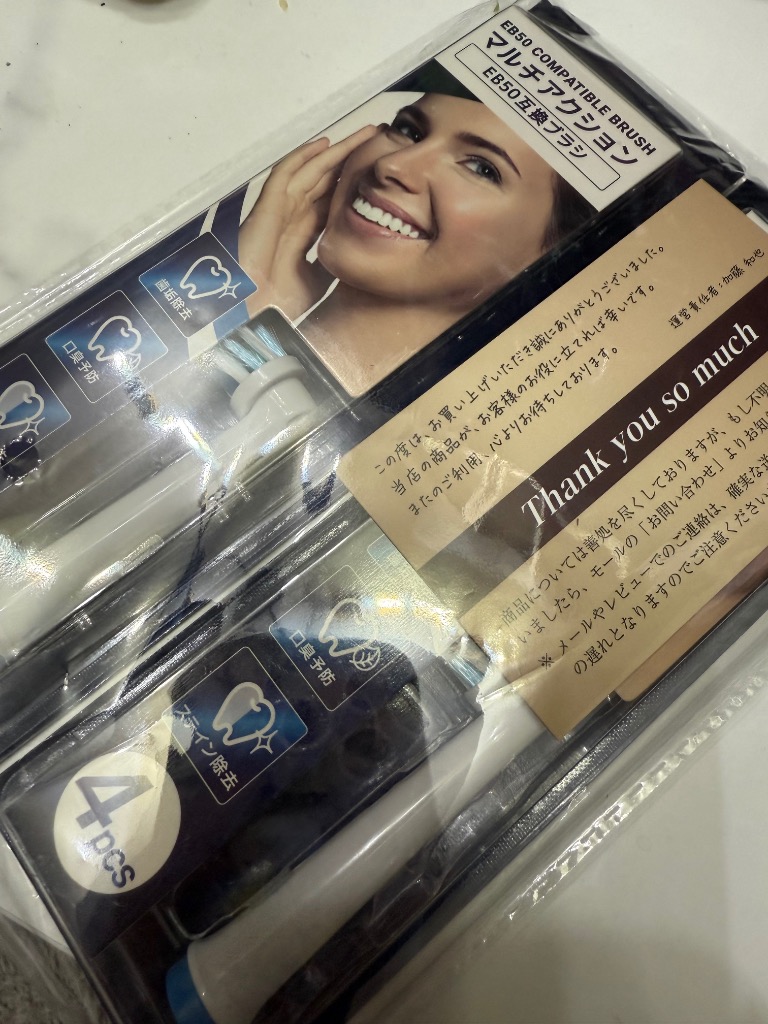 EB50 COMPATIBLE BRUSH
マルチアクション
EB50互換ブラシ
歯垢除去
口臭予防
この度は、お買い上げいただき誠にありがとうございました。
当店の商品が、お客様のお役に立てれば幸いです。
またのご利用、心よりお待ちしております。
運営責任者:加藤 和也
Thank you so much
商品については善処を尽くしておりますが、もし不明
いましたら、モールの「お問い合わせ」よりお知
※メールやレビューでのご連絡は、確実な
の遅れとなりますのでご注意ください
口臭予防
ステイン除去
4pcs